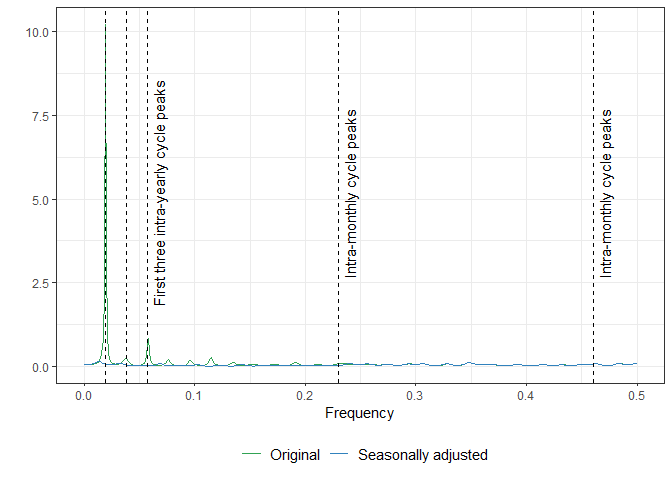 10.0
7.5
5.0
2.5
0.0
First three intra-yearly cycle peaks
Intra-monthly cycle peaks
Intra-monthly cycle peaks
0.0 0.1 0.2 0.3 0.4 0.5
Frequency
Original Seasonally adjusted